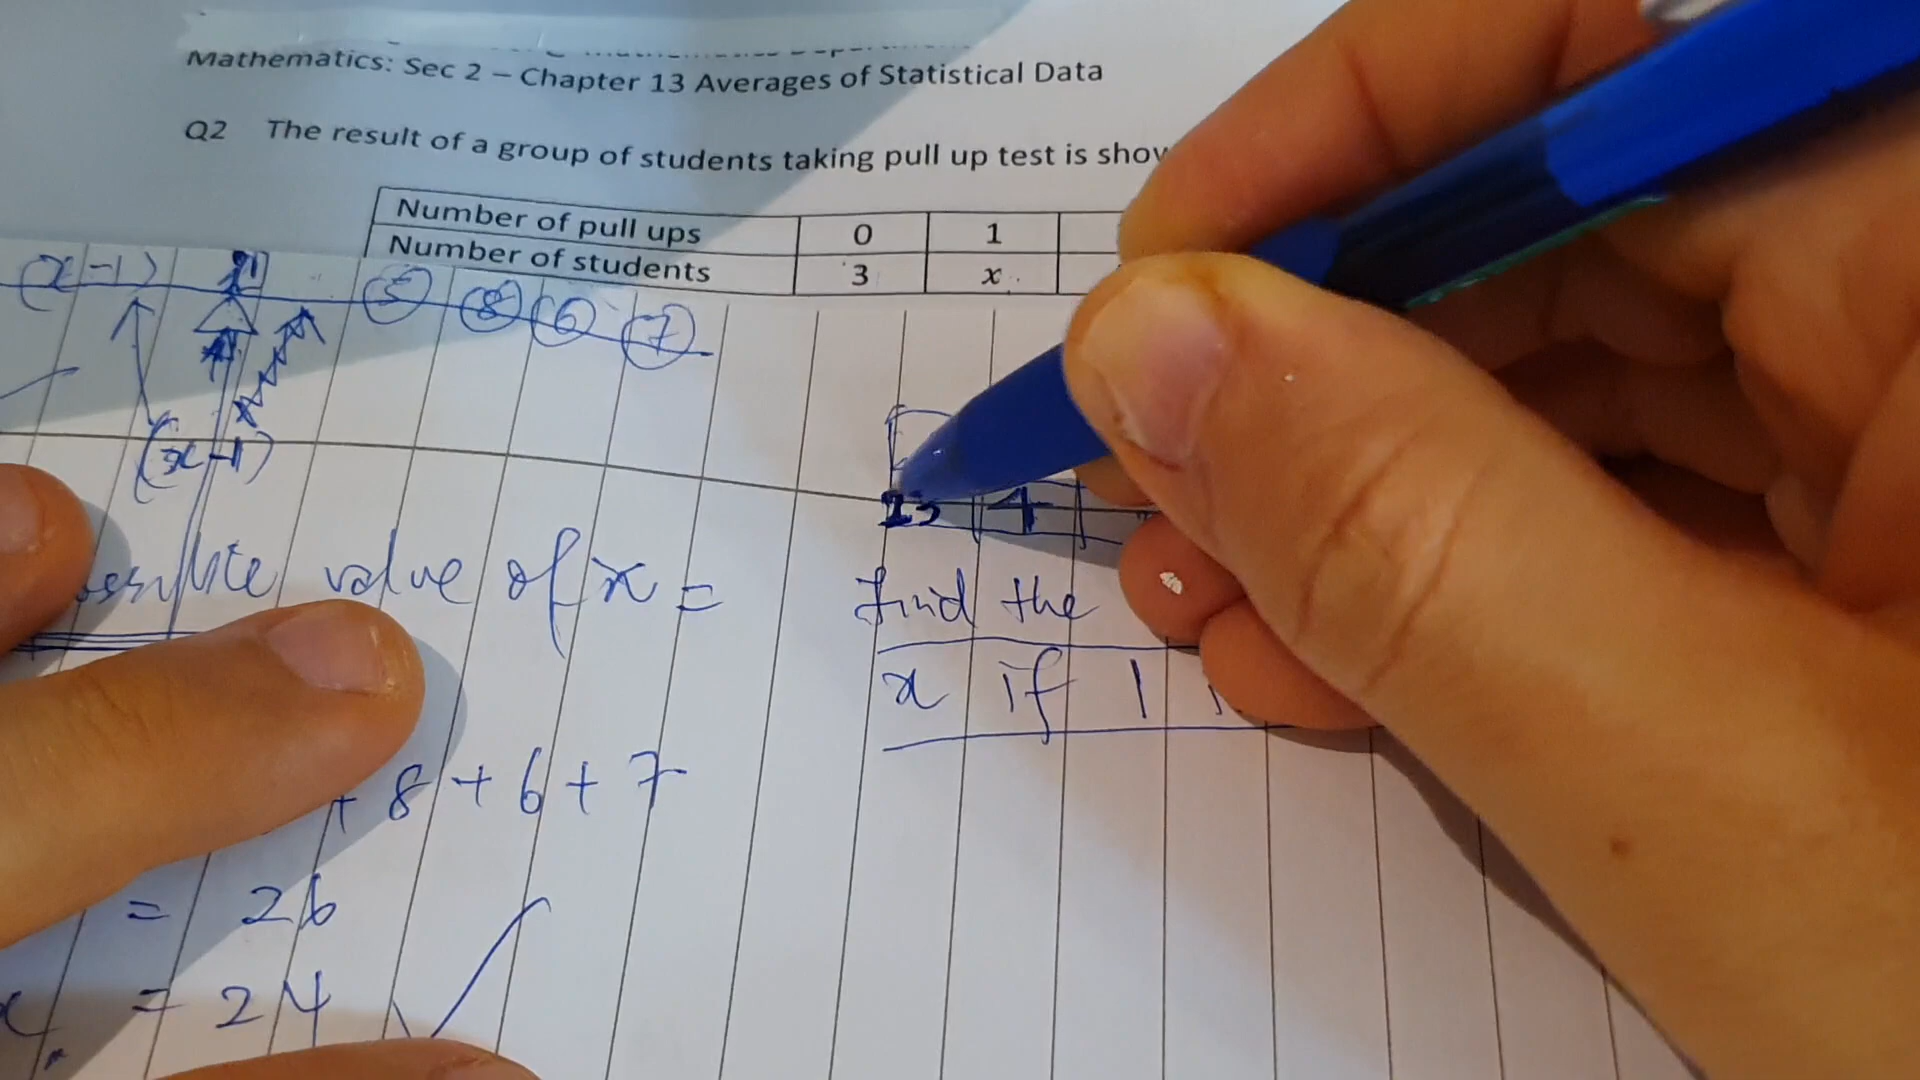 Mathematics: Sec 2 – Chapter 13 Averages of Statistical Data
Q2 The result of a group of students taking pull up test is show
Number of pull ups 0 1
Number of students 3 x
(x-1) 5 8 6 7
(x-1)
4
value of x =
find the
x if 1
+ 8 + 6 + 7
= 26
x = 24